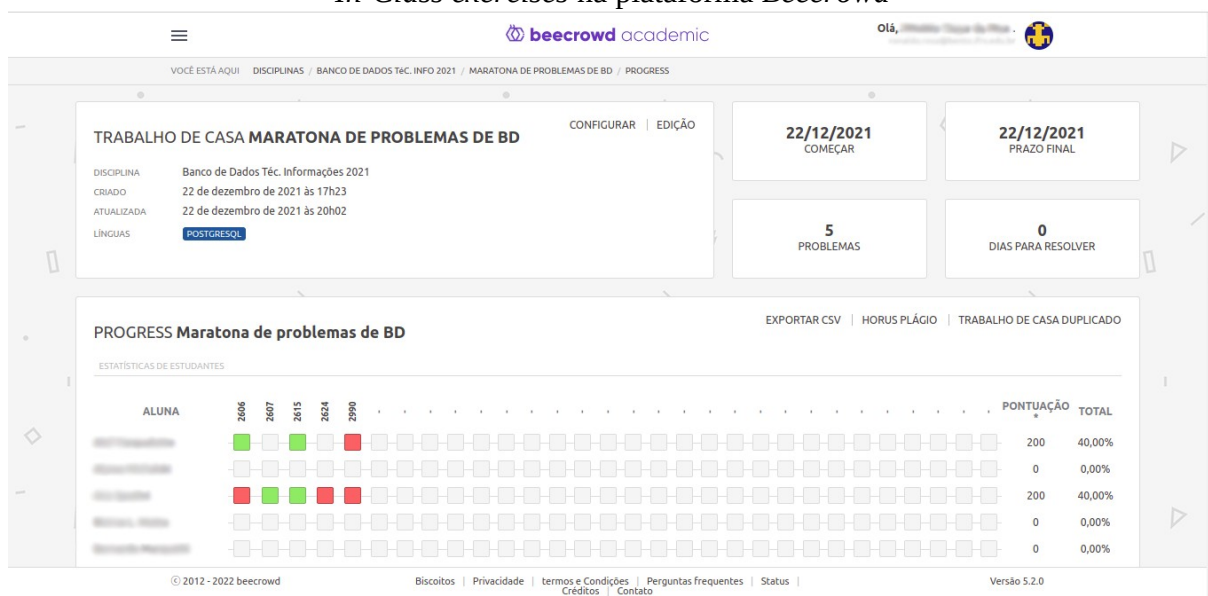 In-Class exercises na plataforma Beecrowd
beecrowd academic
Olá,
VOCÊ ESTÁ AQUI DISCIPLINAS / BANCO DE DADOS TéC. INFO 2021 / MARATONA DE PROBLEMAS DE BD / PROGRESS
TRABALHO DE CASA MARATONA DE PROBLEMAS DE BD
CONFIGURAR | EDIÇÃO
DISCIPLINA Banco de Dados Téc. Informações 2021
CRIADO 22 de dezembro de 2021 às 17h23
ATUALIZADA 22 de dezembro de 2021 às 20h02
LÍNGUAS POSTGRESQL
22/12/2021
COMEÇAR
22/12/2021
PRAZO FINAL
5
PROBLEMAS
0
DIAS PARA RESOLVER
PROGRESS Maratona de problemas de BD
EXPORTAR CSV | HORUS PLÁGIO | TRABALHO DE CASA DUPLICADO
ESTATÍSTICAS DE ESTUDANTES
ALUNA 2606 2607 2615 2624 2990 PONTUAÇÃO * TOTAL
200 40,00%
0 0,00%
200 40,00%
0 0,00%
0 0,00%
© 2012 - 2022 beecrowd
Biscoitos | Privacidade | termos e Condições | Perguntas frequentes | Status |
Créditos | Contato
Versão 5.2.0